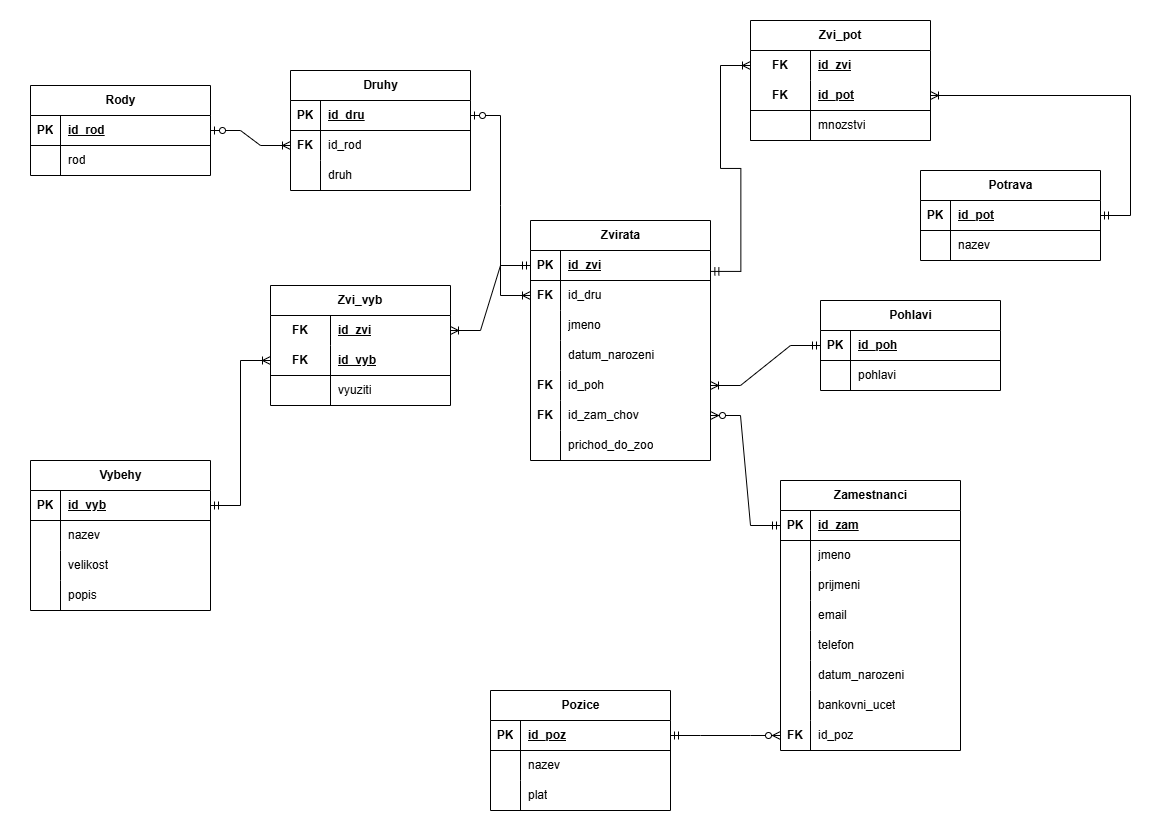 Zvi_pot
FK id_zvi
FK id_pot
mnozstvi
Druhy
PK id_dru
FK id_rod
druh
Rody
PK id_rod
rod
Potrava
PK id_pot
nazev
Zvirata
PK id_zvi
FK id_dru
jmeno
datum_narozeni
FK id_poh
FK id_zam_chov
prichod_do_zoo
Zvi_vyb
FK id_zvi
FK id_vyb
vyuziti
Pohlavi
PK id_poh
pohlavi
Vybehy
PK id_vyb
nazev
velikost
popis
Zamestnanci
PK id_zam
jmeno
prijmeni
email
telefon
datum_narozeni
bankovni_ucet
FK id_poz
Pozice
PK id_poz
nazev
plat